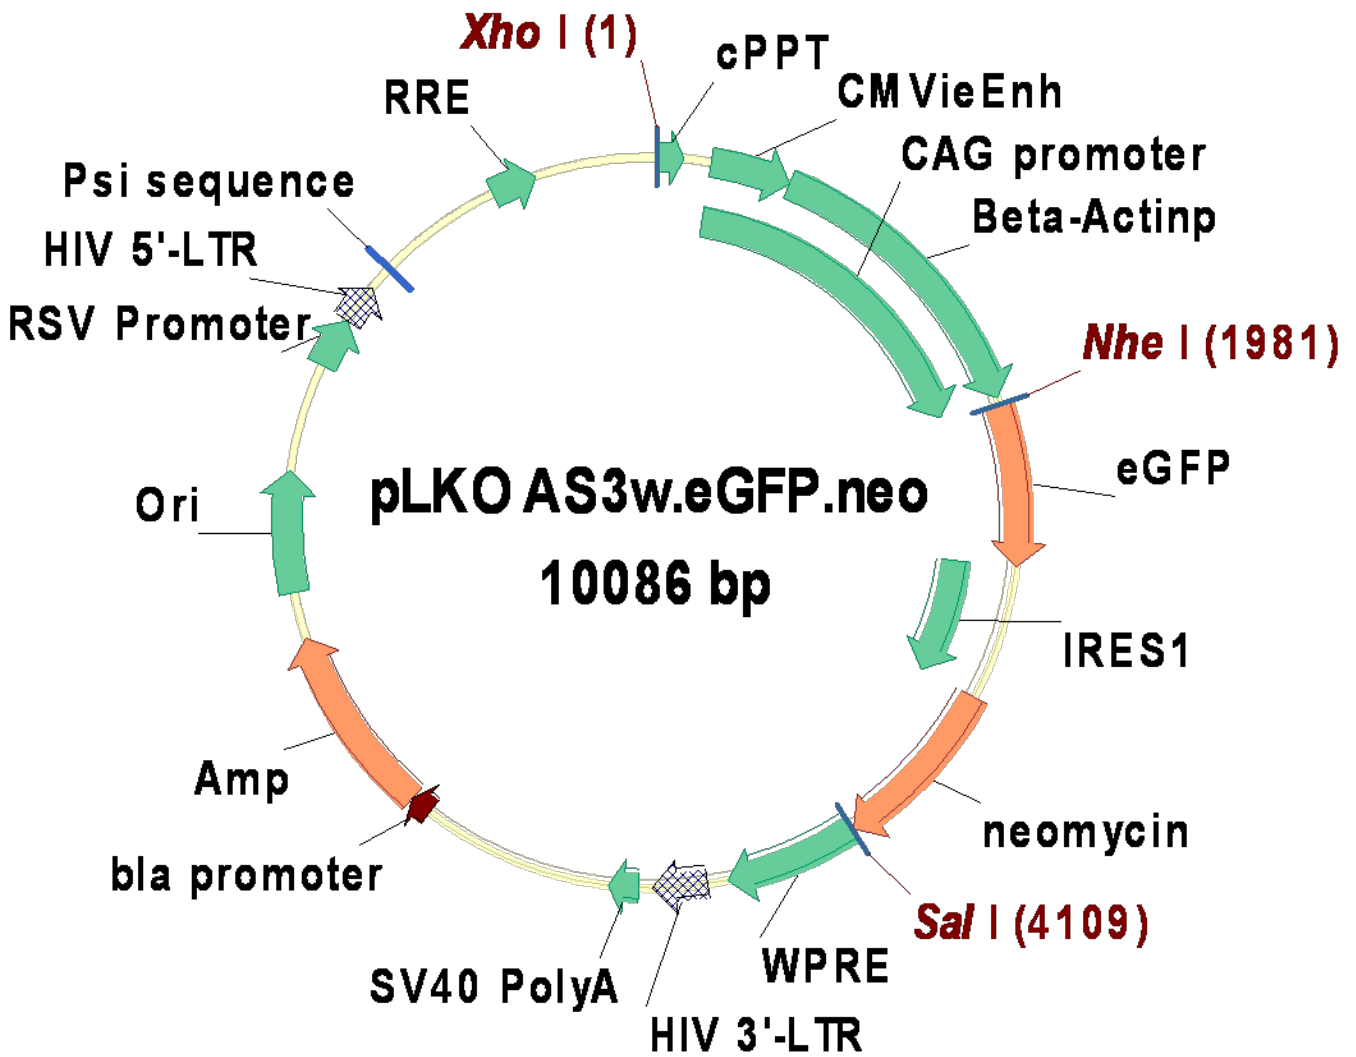 Xho I (1)
cPPT
RRE
CMVieEnh
CAG promoter
Psi sequence
Beta-Actinp
HIV 5'-LTR
RSV Promoter
Nhe I (1981)
eGFP
pLKO AS3w.eGFP.neo
Ori
10086 bp
IRES1
Amp
neomycin
bla promoter
Sal I (4109)
WPRE
SV40 PolyA
HIV 3'-LTR